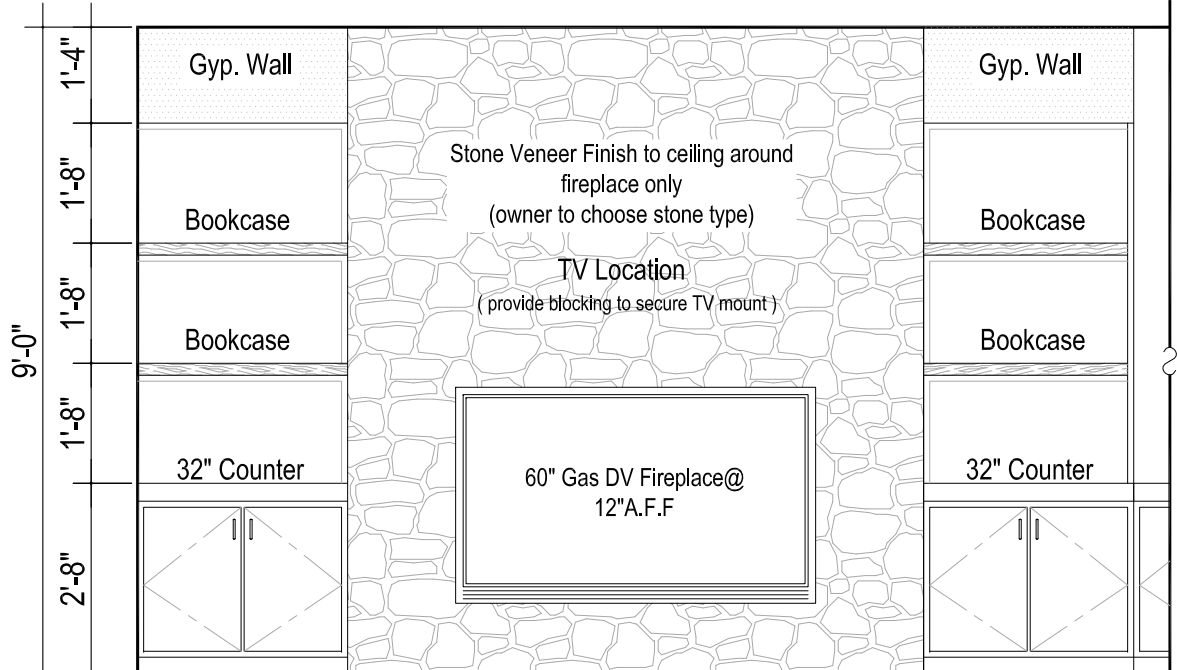 9'-0"
1'-4"
1'-8"
1'-8"
1'-8"
2'-8"
Gyp. Wall
Bookcase
Bookcase
32" Counter
Stone Veneer Finish to ceiling around
fireplace only
(owner to choose stone type)
TV Location
( provide blocking to secure TV mount )
60" Gas DV Fireplace@
12"A.F.F
Gyp. Wall
Bookcase
Bookcase
32" Counter